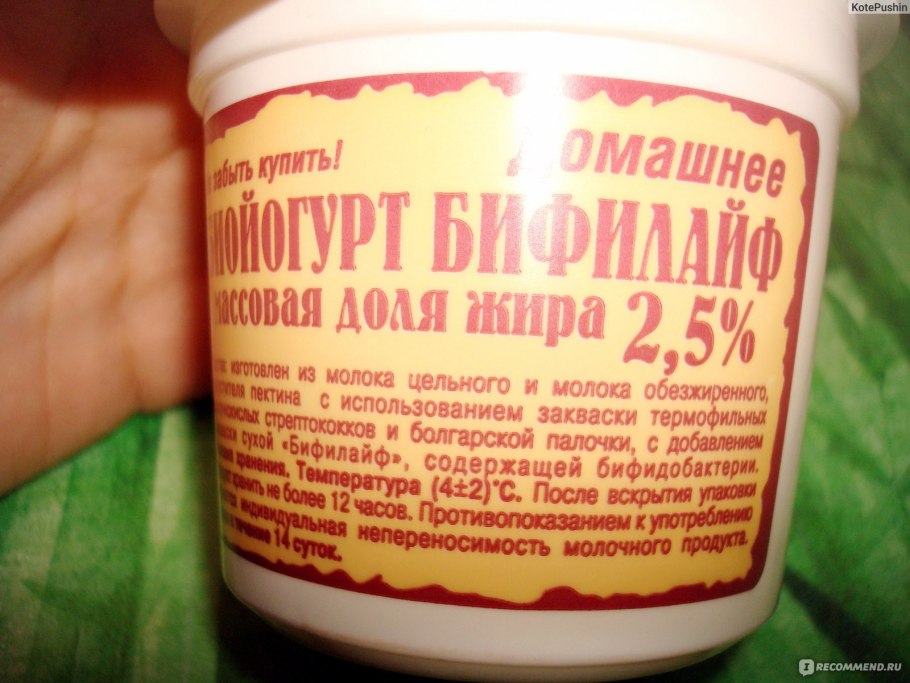 KotePushin
забыть купить!
Домашнее
БИОЙОГУРТ БИФИЛАЙФ
массовая доля жира 2,5%
изготовлен из молока цельного и молока обезжиренного,
пектина с использованием закваски термофильных
стрептококков и болгарской палочки, с добавлением
сухой «Бифилайф», содержащей бифидобактерии.
хранения. Температура (4±2)°С. После вскрытия упаковки
хранить не более 12 часов. Противопоказанием к употреблению
индивидуальная непереносимость молочного продукта.
в течение 14 суток.
IRECOMMEND.RU